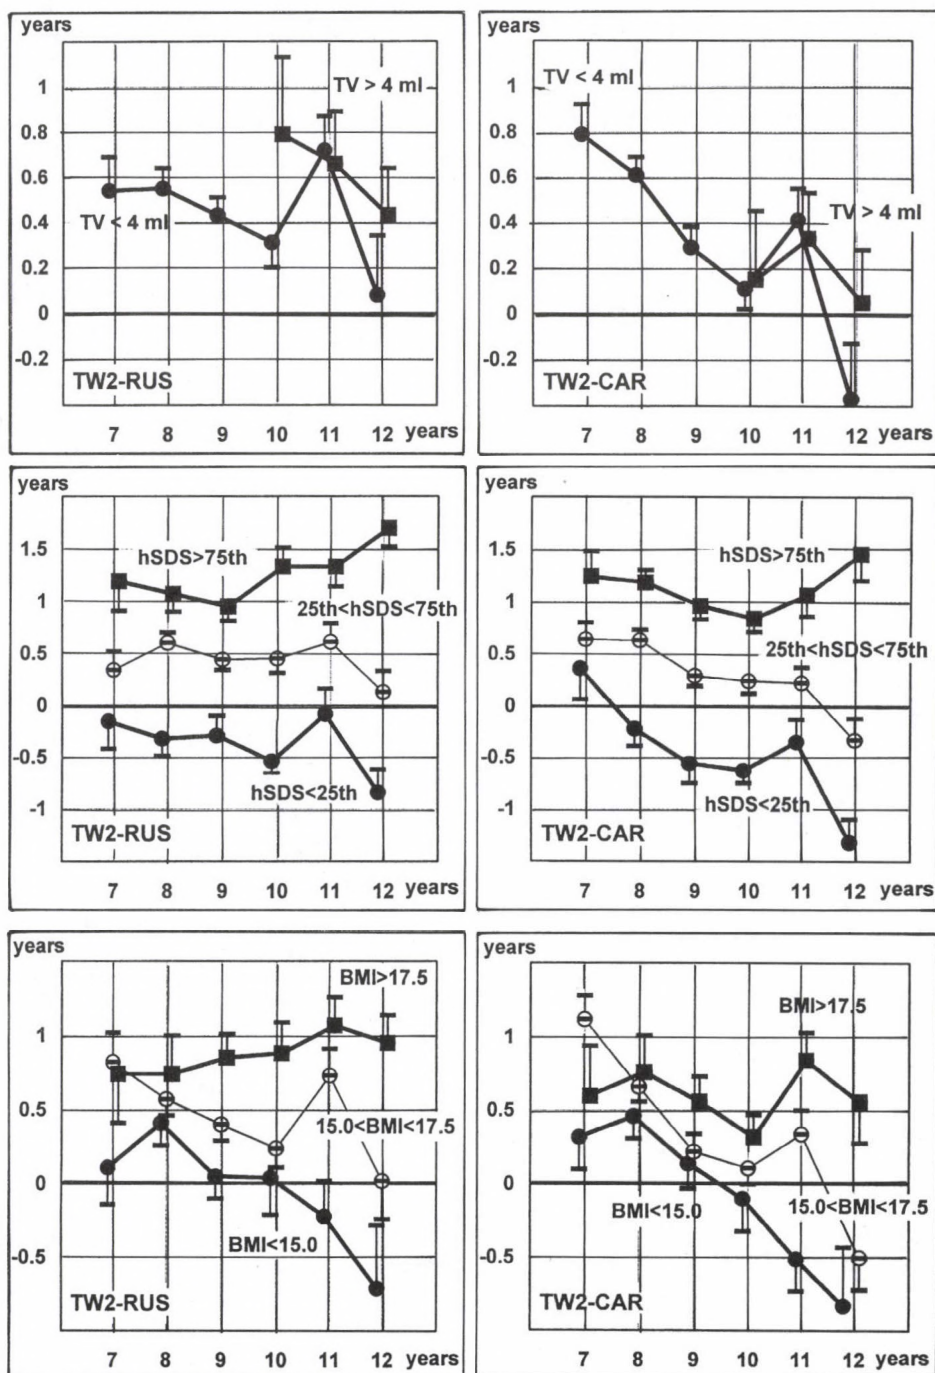 years
1
0.8
0.6
0.4
0.2
0
-0.2
TV > 4 ml
TV < 4 ml
TW2-RUS
7 8 9 10 11 12 years
years
1
0.8
0.6
0.4
0.2
0
-0.2
TV < 4 ml
TV > 4 ml
TW2-CAR
7 8 9 10 11 12 years
years
1.5
1
0.5
0
-0.5
-1
hSDS>75th
25th<hSDS<75th
hSDS<25th
TW2-RUS
7 8 9 10 11 12 years
years
1.5
1
0.5
0
-0.5
-1
hSDS>75th
25th<hSDS<75th
hSDS<25th
TW2-CAR
7 8 9 10 11 12 years
years
1
0.5
0
-0.5
BMI>17.5
15.0<BMI<17.5
BMI<15.0
TW2-RUS
7 8 9 10 11 12 years
years
1
0.5
0
-0.5
BMI>17.5
BMI<15.0
15.0<BMI<17.5
TW2-CAR
7 8 9 10 11 12 years